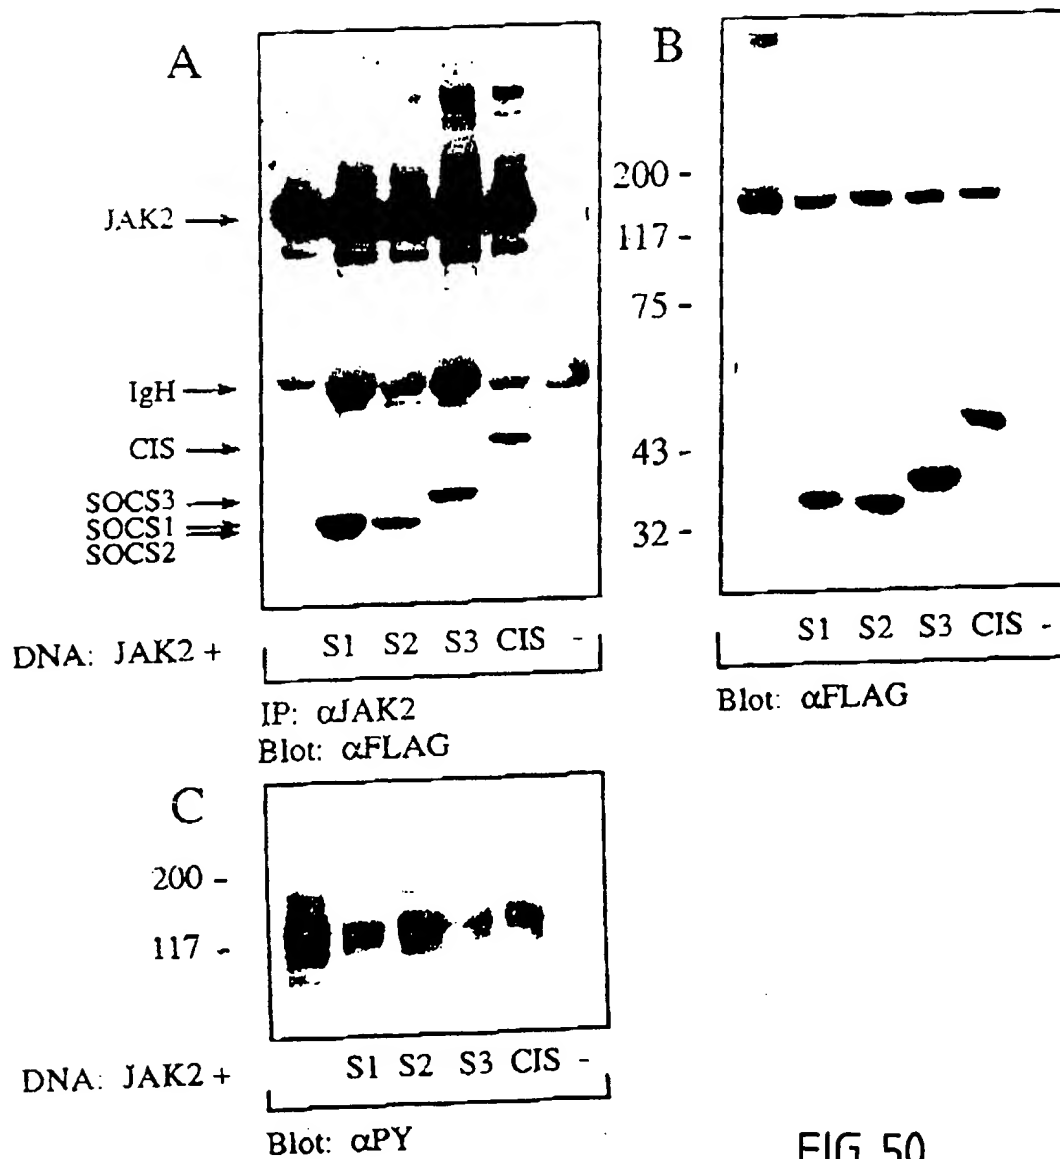 A
JAK2
IgH
CIS
SOCS3
SOCS1
SOCS2
DNA: JAK2 + S1 S2 S3 CIS -
IP: αJAK2
Blot: αFLAG
B
200 -
117 -
75 -
43 -
32 -
S1 S2 S3 CIS -
Blot: αFLAG
C
200 -
117 -
DNA: JAK2 + S1 S2 S3 CIS -
Blot: αPY
FIG 50